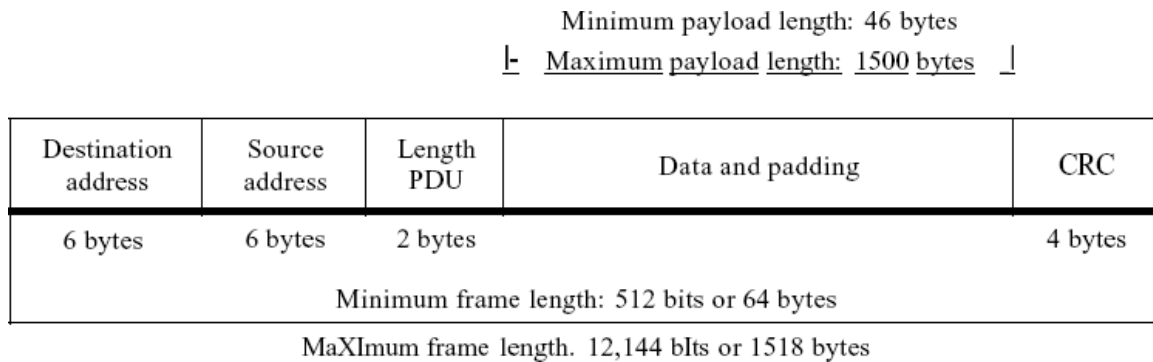 Minimum payload length: 46 bytes
|- Maximum payload length: 1500 bytes _|
Destination address
Source address
Length PDU
Data and padding
CRC
6 bytes
6 bytes
2 bytes
4 bytes
Minimum frame length: 512 bits or 64 bytes
MaXImum frame length. 12,144 bIts or 1518 bytes